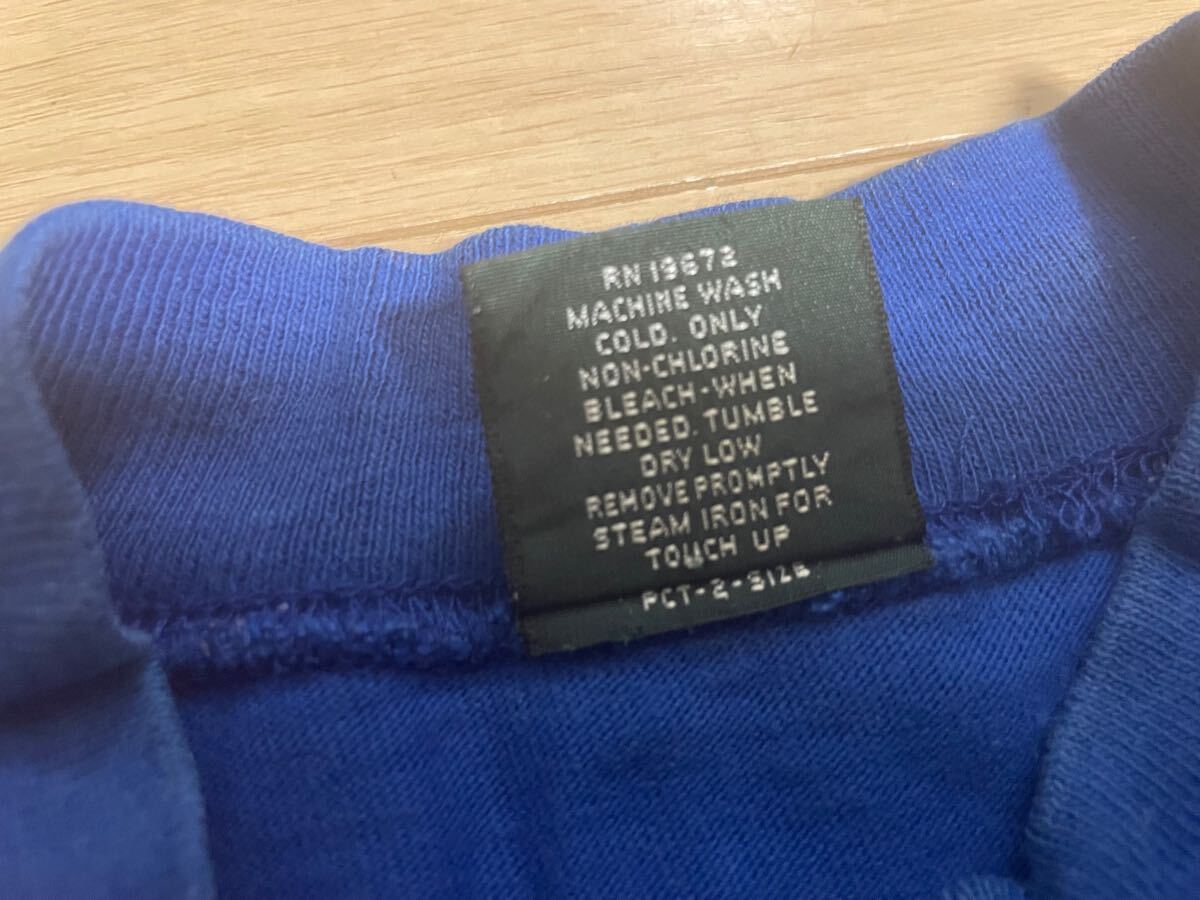 RN 19672
MACHINE WASH
COLD. ONLY
NON-CHLORINE
BLEACH-WHEN
NEEDED. TUMBLE
DRY LOW
REMOVE PROMPTLY
STEAM IRON FOR
TOUCH UP
PCT-2-SIZE